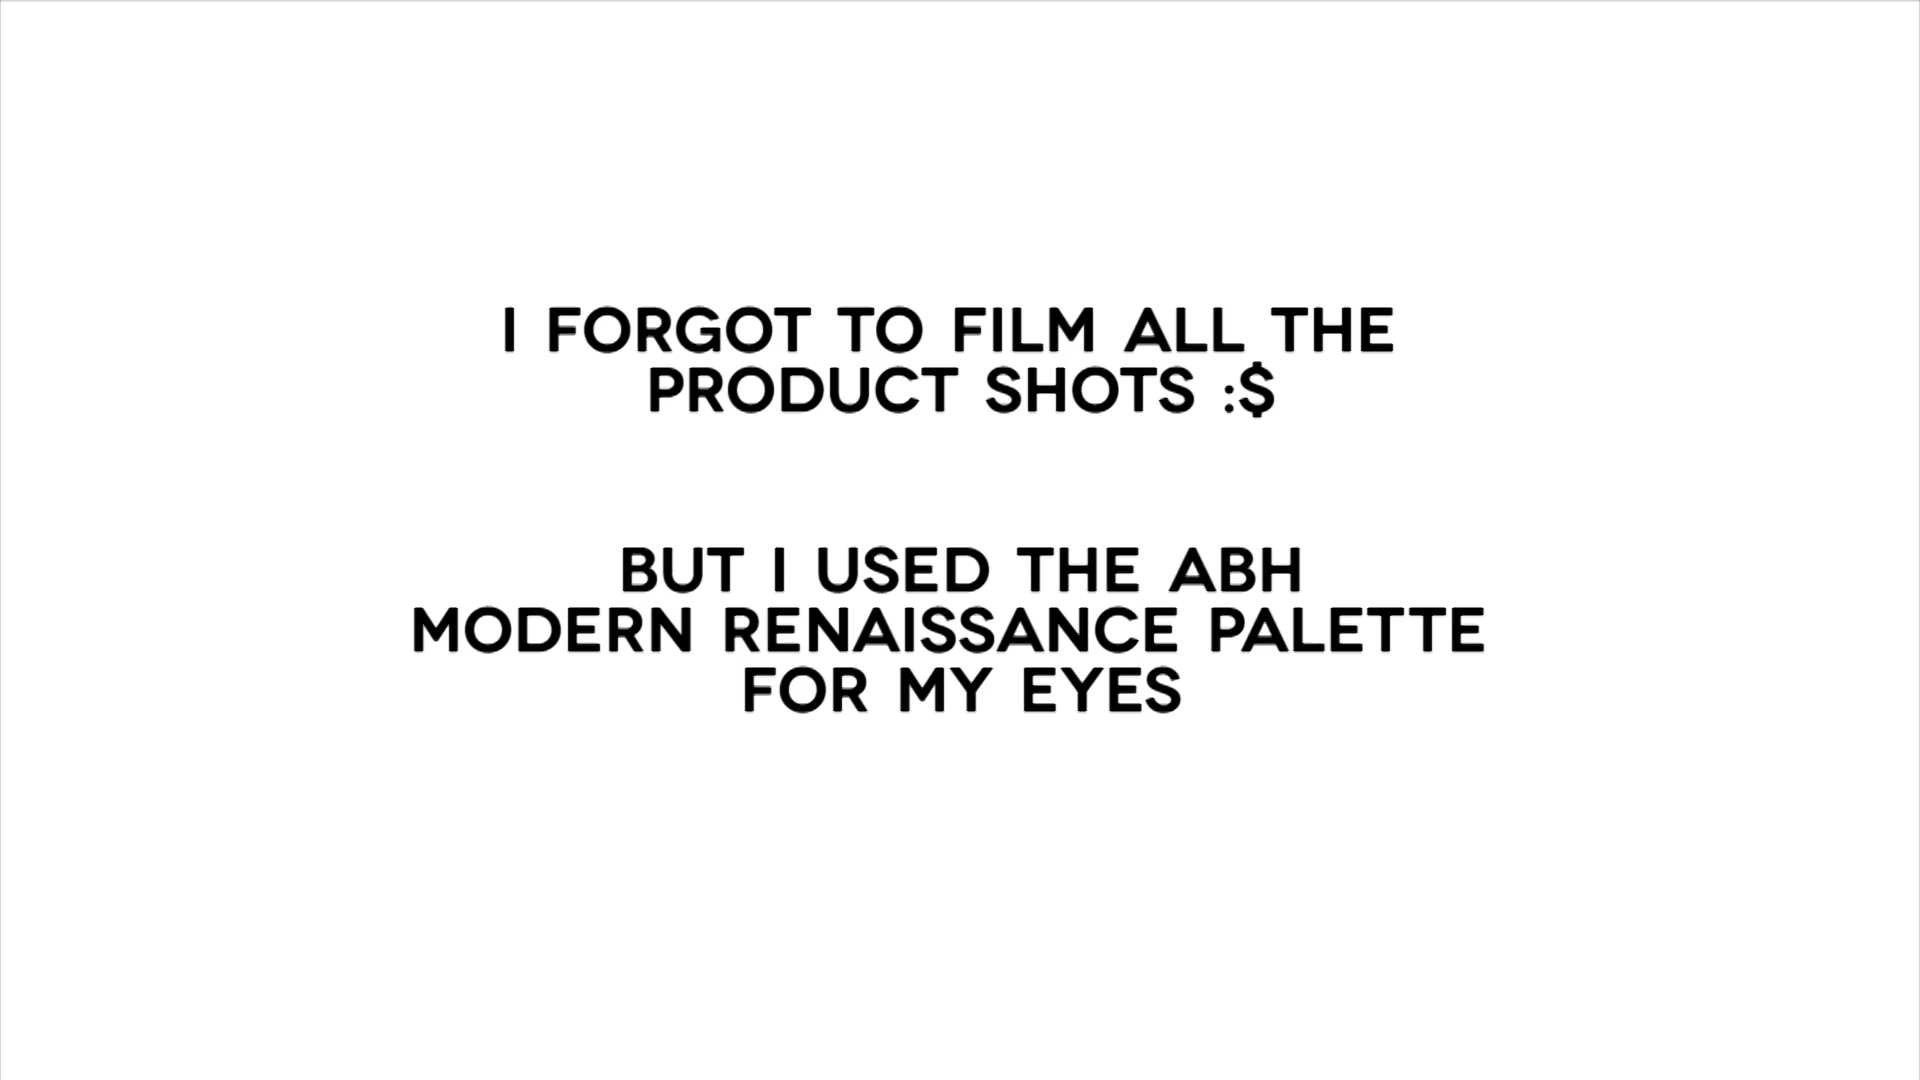 I FORGOT TO FILM ALL THE
PRODUCT SHOTS :$
BUT I USED THE ABH
MODERN RENAISSANCE PALETTE
FOR MY EYES